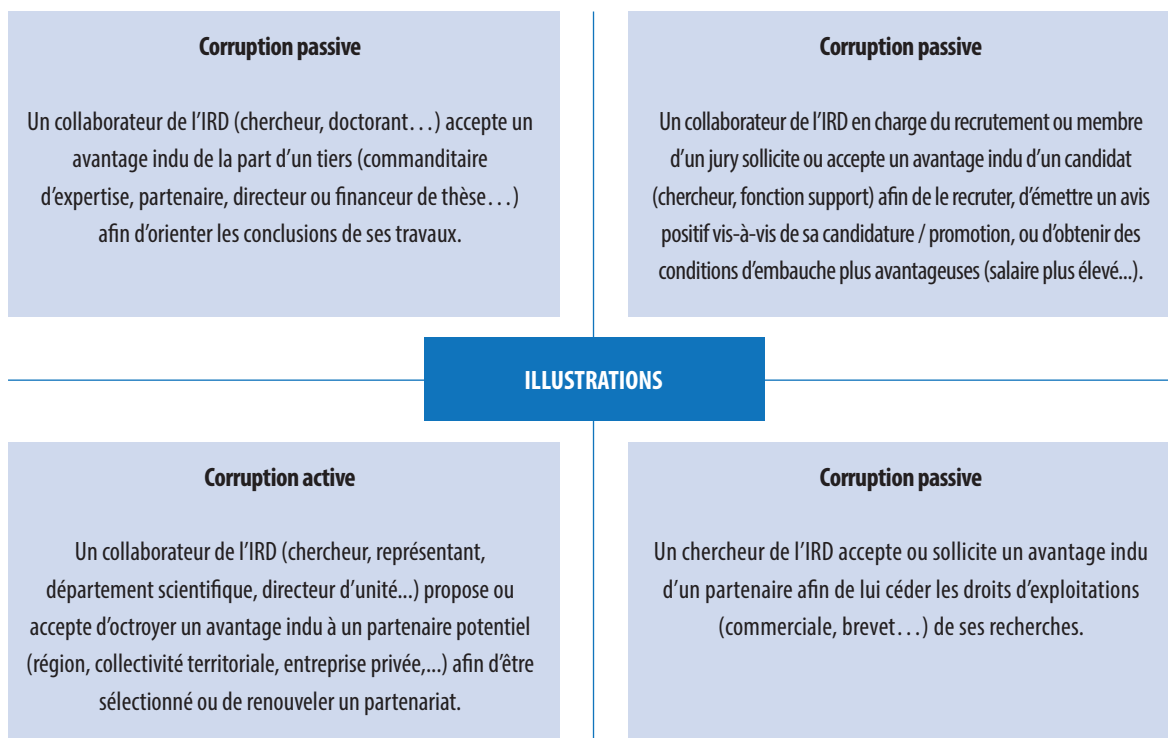 Corruption passive
Un collaborateur de l’IRD (chercheur, doctorant…) accepte un
avantage indu de la part d’un tiers (commanditaire
d’expertise, partenaire, directeur ou financeur de thèse…)
afin d’orienter les conclusions de ses travaux.
Corruption passive
Un collaborateur de l’IRD en charge du recrutement ou membre
d’un jury sollicite ou accepte un avantage indu d’un candidat
(chercheur, fonction support) afin de le recruter, d’émettre un avis
positif vis-à-vis de sa candidature / promotion, ou d’obtenir des
conditions d’embauche plus avantageuses (salaire plus élevé...).
ILLUSTRATIONS
Corruption active
Un collaborateur de l’IRD (chercheur, représentant,
département scientifique, directeur d’unité...) propose ou
accepte d’octroyer un avantage indu à un partenaire potentiel
(région, collectivité territoriale, entreprise privée,...) afin d’être
sélectionné ou de renouveler un partenariat.
Corruption passive
Un chercheur de l’IRD accepte ou sollicite un avantage indu
d’un partenaire afin de lui céder les droits d’exploitations
(commerciale, brevet…) de ses recherches.